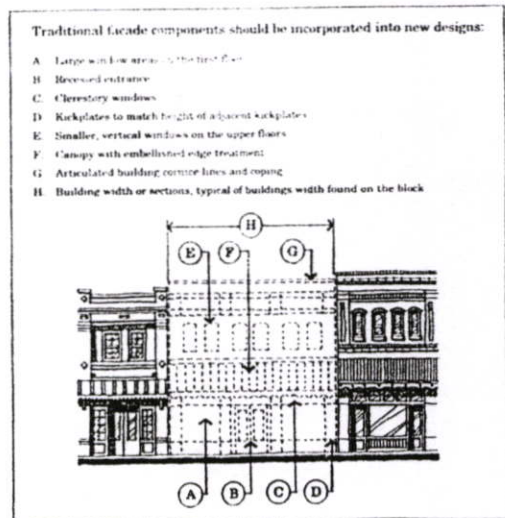 Traditional facade components should be incorporated into new designs:
A. Large window areas on the first floor
B. Recessed entrance
C. Clerestory windows
D. Kickplates to match height of adjacent kickplates
E. Smaller, vertical windows on the upper floors
F. Canopy with embellished edge treatment
G. Articulated building cornice lines and coping
H. Building width or sections, typical of buildings width found on the block
H
E
F
G
A
B
C
D